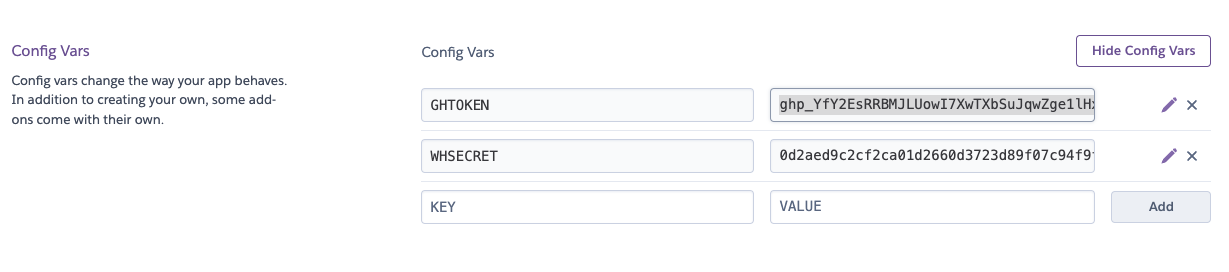 Config Vars
Config vars change the way your app behaves.
In addition to creating your own, some add-
ons come with their own.
Config Vars
Hide Config Vars
GHTOKEN
ghp_YfY2EsRRBMJLUowI7XwTXbSuJqwZge1lH
WHSECRET
0d2aed9c2cf2ca01d2660d3723d89f07c94f9
KEY
VALUE
Add